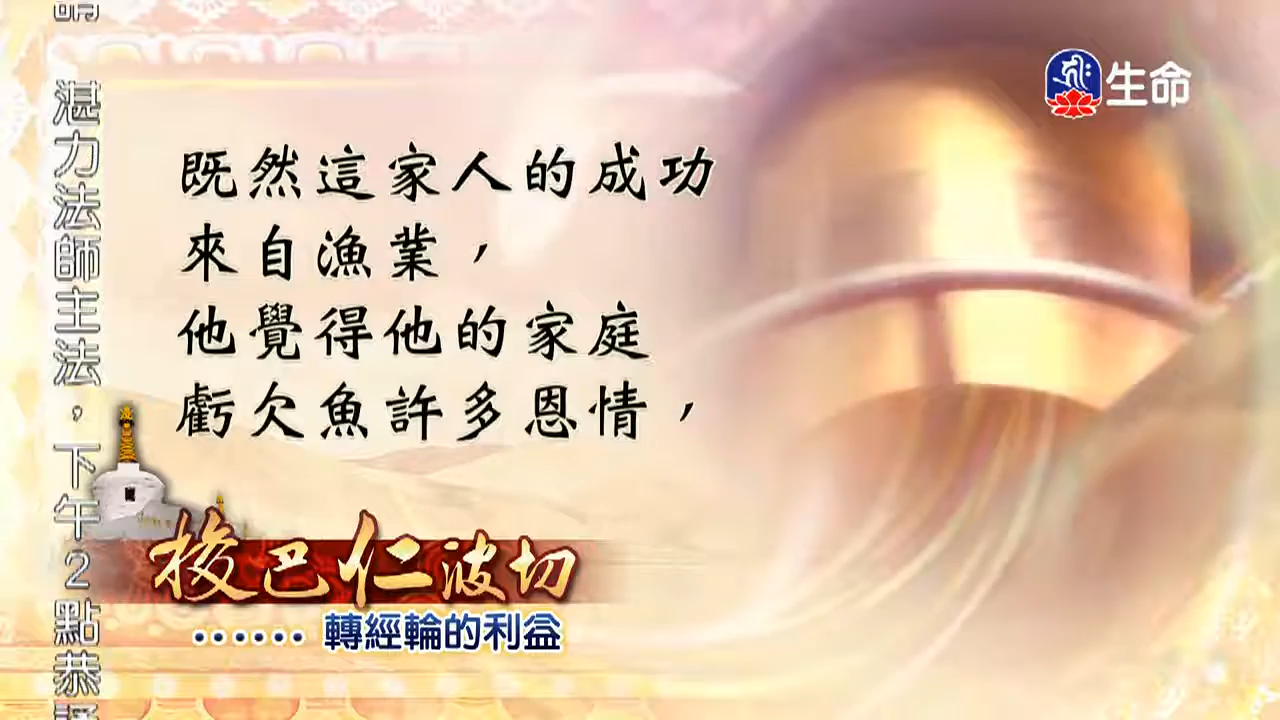 生命
既然這家人的成功
來自漁業，
他覺得他的家庭
虧欠魚許多恩情，
梭巴仁波切
······ 轉經輪的利益
湛力法師主法，下午2點恭